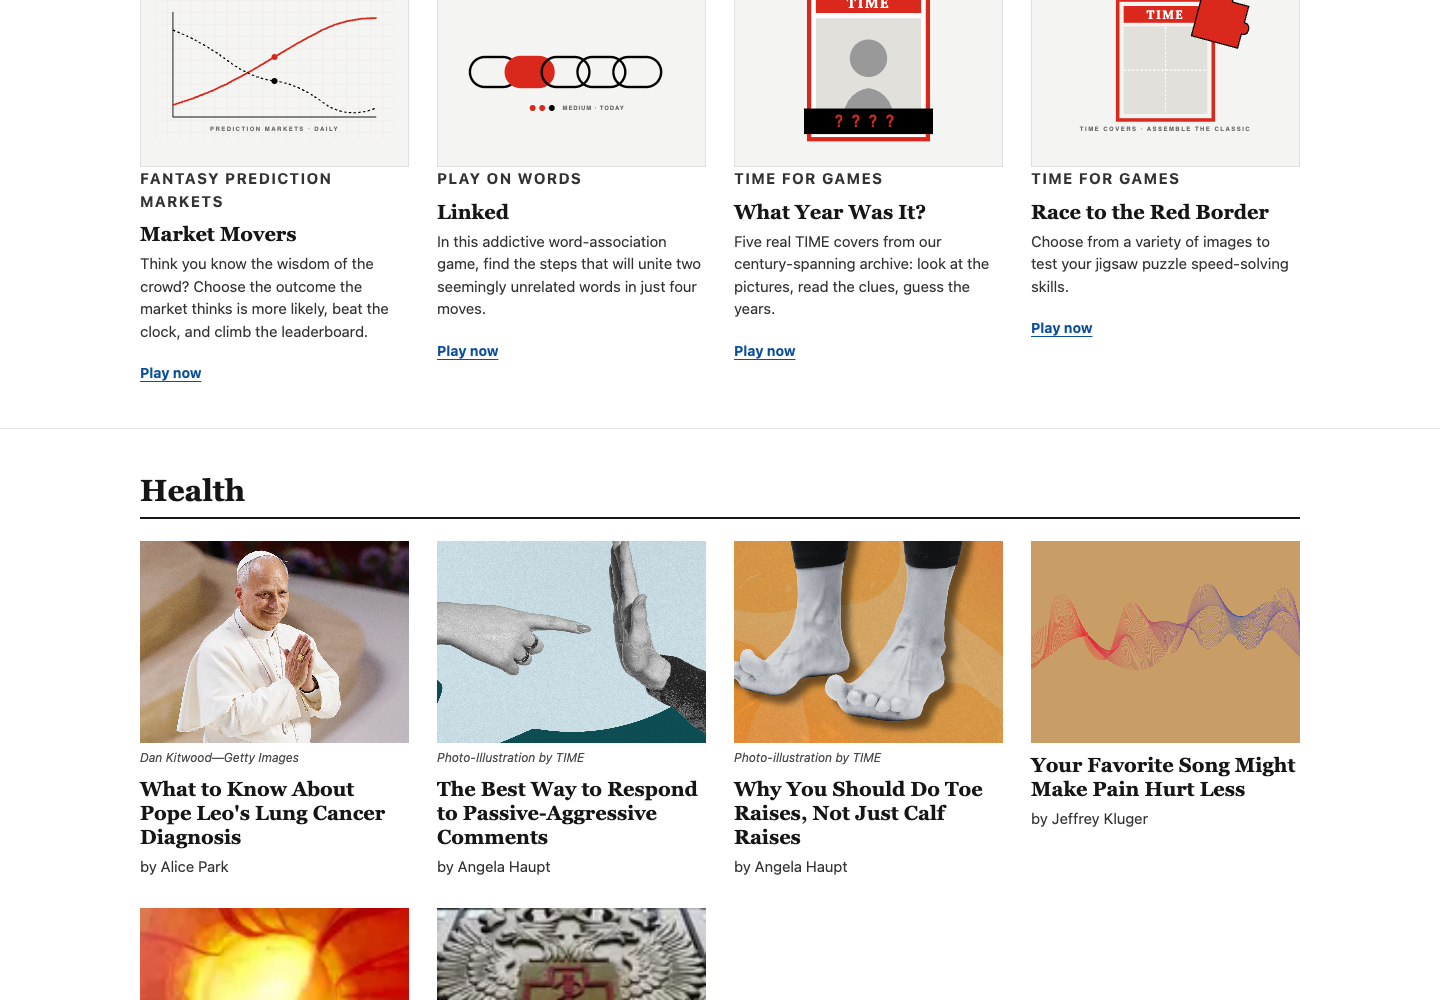 PREDICTION MARKETS · DAILY
FANTASY PREDICTION
MARKETS
Market Movers
Think you know the wisdom of the
crowd? Choose the outcome the
market thinks is more likely, beat the
clock, and climb the leaderboard.
Play now
MEDIUM · TODAY
PLAY ON WORDS
Linked
In this addictive word-association
game, find the steps that will unite two
seemingly unrelated words in just four
moves.
Play now
TIME
? ? ? ?
TIME FOR GAMES
What Year Was It?
Five real TIME covers from our
century-spanning archive: look at the
pictures, read the clues, guess the
years.
Play now
TIME
TIME COVERS · ASSEMBLE THE CLASSIC
TIME FOR GAMES
Race to the Red Border
Choose from a variety of images to
test your jigsaw puzzle speed-solving
skills.
Play now
Health
Dan Kitwood—Getty Images
What to Know About
Pope Leo's Lung Cancer
Diagnosis
by Alice Park
Photo-Illustration by TIME
The Best Way to Respond
to Passive-Aggressive
Comments
by Angela Haupt
Photo-illustration by TIME
Why You Should Do Toe
Raises, Not Just Calf
Raises
by Angela Haupt
Your Favorite Song Might
Make Pain Hurt Less
by Jeffrey Kluger